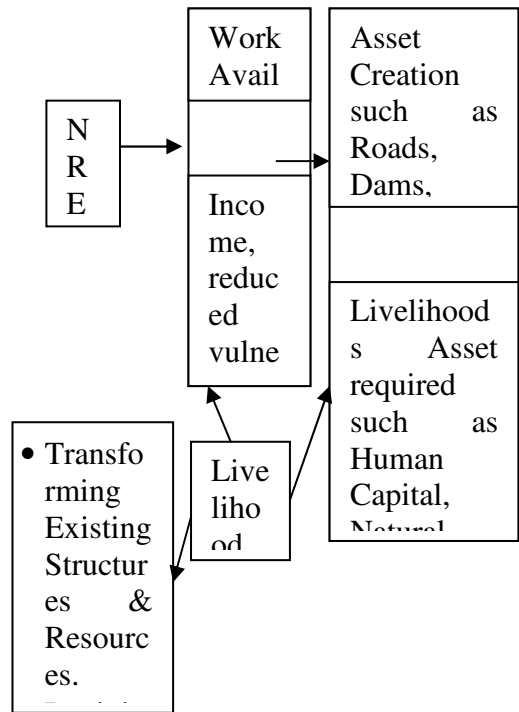 N
R
E
Work
Avail
Inco
me,
reduc
ed
vulne
Asset
Creation
such as
Roads,
Dams,
Livelihood
s Asset
required
such as
Human
Capital,
Natural
Live
liho
od
• Transfo
rming
Existing
Structur
es &
Resourc
es.